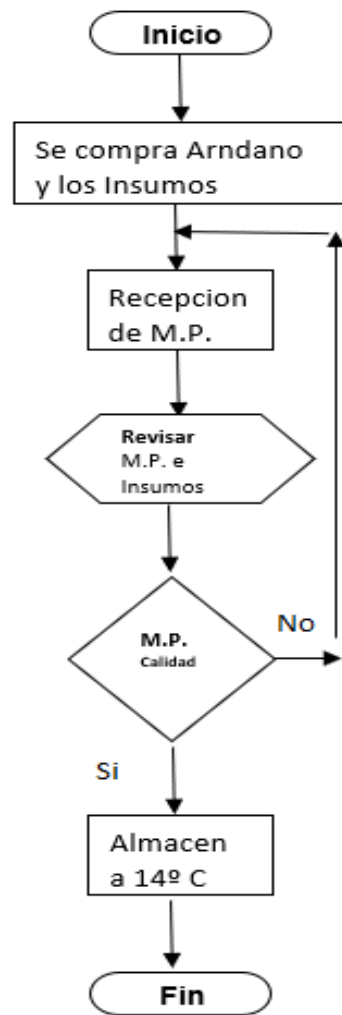 Inicio
Se compra Arndano
y los Insumos
Recepcion
de M.P.
Revisar
M.P. e
Insumos
M.P.
Calidad
No
Si
Almacen
a 14º C
Fin